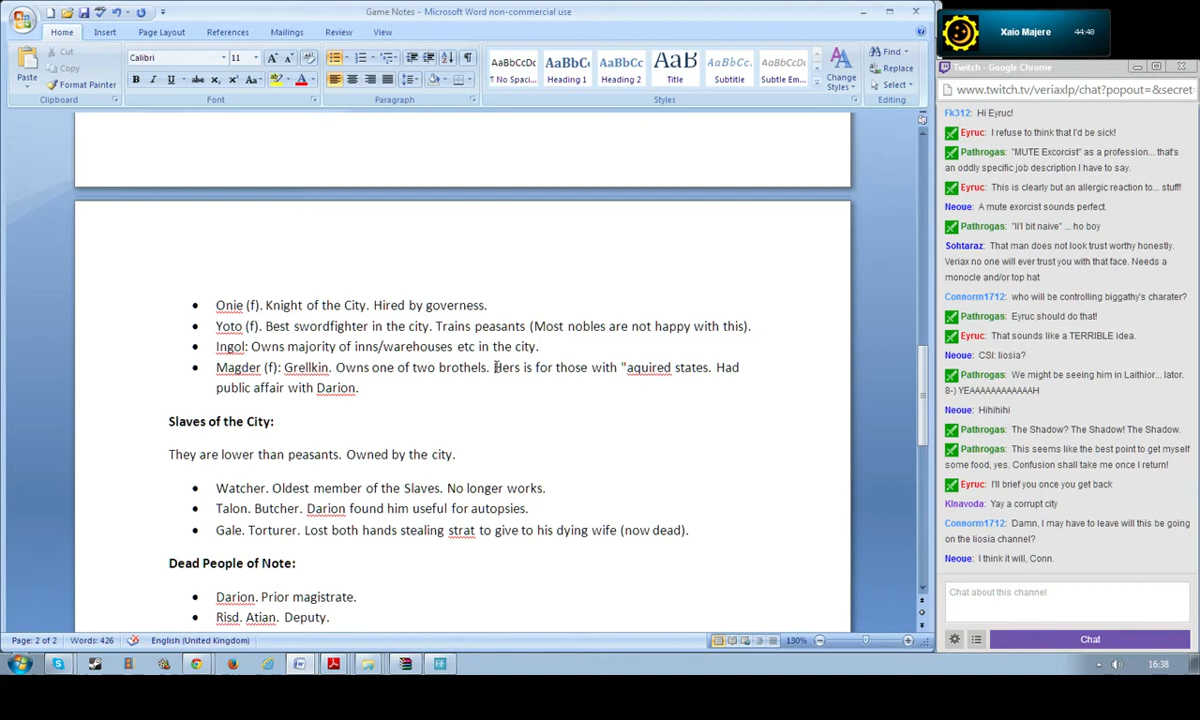 Game Notes - Microsoft Word non-commercial use
Home Insert Page Layout References Mailings Review View
Paste
Cut
Copy
Format Painter
Clipboard
Calibri 11
Font
Paragraph
AaBbCcDc AaBbC AaBbCc AaB AaBbCc. AaBbCcDc
¶ No Spaci... Heading 1 Heading 2 Title Subtitle Subtle Em...
Change Styles
Styles
Find
Replace
Select
Editing
Onie (f). Knight of the City. Hired by governess.
Yoto (f). Best swordfighter in the city. Trains peasants (Most nobles are not happy with this).
Ingol: Owns majority of inns/warehouses etc in the city.
Magder (f): Grellkin. Owns one of two brothels. Hers is for those with "aquired states. Had
public affair with Darion.
Slaves of the City:
They are lower than peasants. Owned by the city.
Watcher. Oldest member of the Slaves. No longer works.
Talon. Butcher. Darion found him useful for autopsies.
Gale. Torturer. Lost both hands stealing strat to give to his dying wife (now dead).
Dead People of Note:
Darion. Prior magistrate.
Risd. Atian. Deputy.
Page: 2 of 2 Words: 426 English (United Kingdom) 130%
Xaio Majere 44:48
Twitch - Google Chrome
www.twitch.tv/veriaxlp/chat?popout=&secret
Fk312: Hi Eyruc!
Eyruc: I refuse to think that I'd be sick!
Pathrogas: "MUTE Excorcist" as a profession... that's
an oddly specific job description I have to say.
Eyruc: This is clearly but an allergic reaction to... stuff!
Neoue: A mute exorcist sounds perfect.
Pathrogas: "li'l bit naive" ... ho boy
Sohtaraz: That man does not look trust worthy honestly.
Veriax no one will ever trust you with that face. Needs a
monocle and/or top hat
Connorm1712: who will be controlling biggathy's charater?
Pathrogas: Eyruc should do that!
Eyruc: That sounds like a TERRIBLE idea.
Neoue: CSI: liosia?
Pathrogas: We might be seeing him in Laithior... lator.
8-) YEAAAAAAAAAAAH
Neoue: Hihihihi
Pathrogas: The Shadow? The Shadow! The Shadow.
Pathrogas: This seems like the best point to get myself
some food, yes. Confusion shall take me once I return!
Eyruc: I'll brief you once you get back
Klnavoda: Yay a corrupt city
Connorm1712: Damn, I may have to leave will this be going
on the liosia channel?
Neoue: I think it will, Conn.
Chat about this channel
Chat
16:38